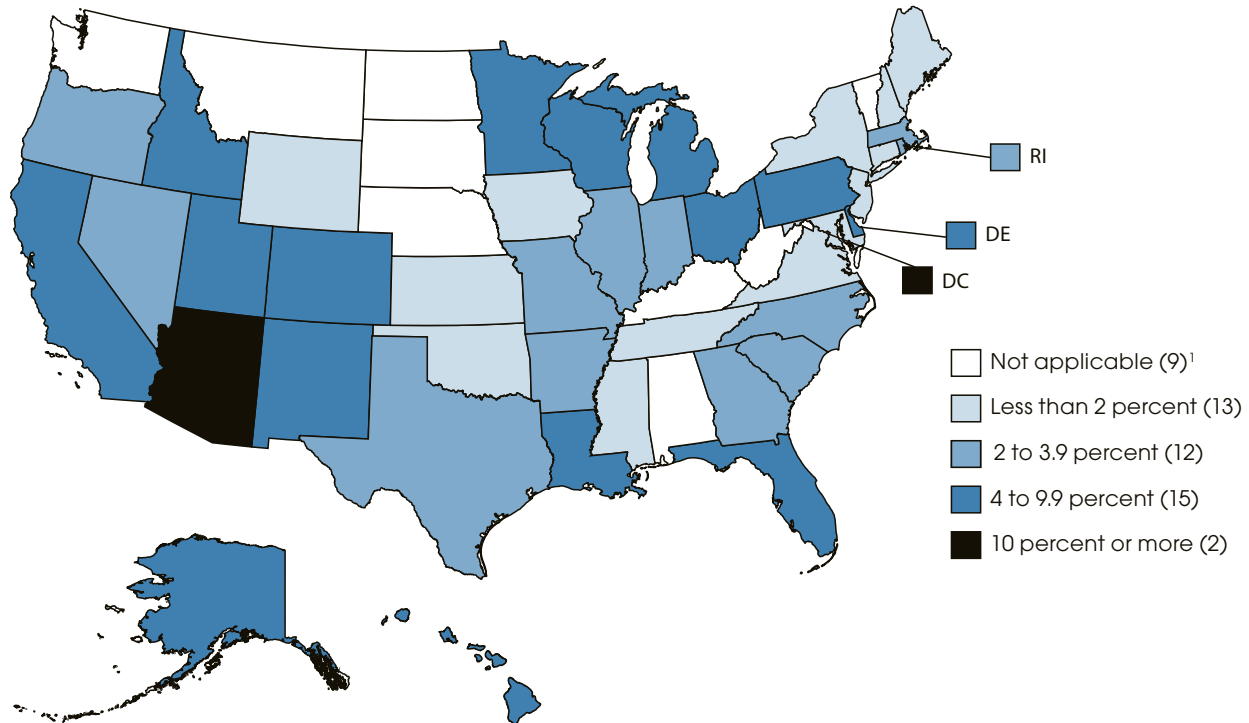 RI
DE
DC
Not applicable (9)¹
Less than 2 percent (13)
2 to 3.9 percent (12)
4 to 9.9 percent (15)
10 percent or more (2)